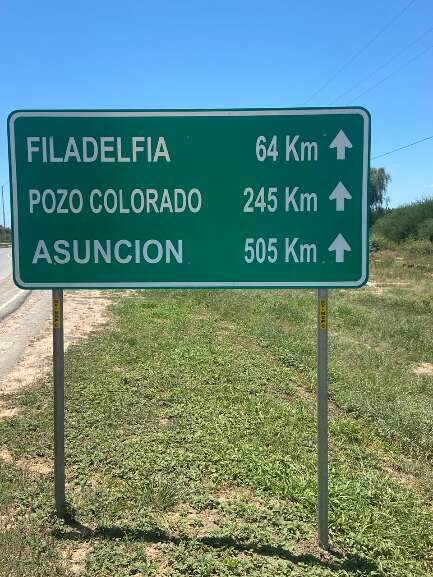 FILADELFIA 64 Km ↑
POZO COLORADO 245 Km ↑
ASUNCION 505 Km ↑